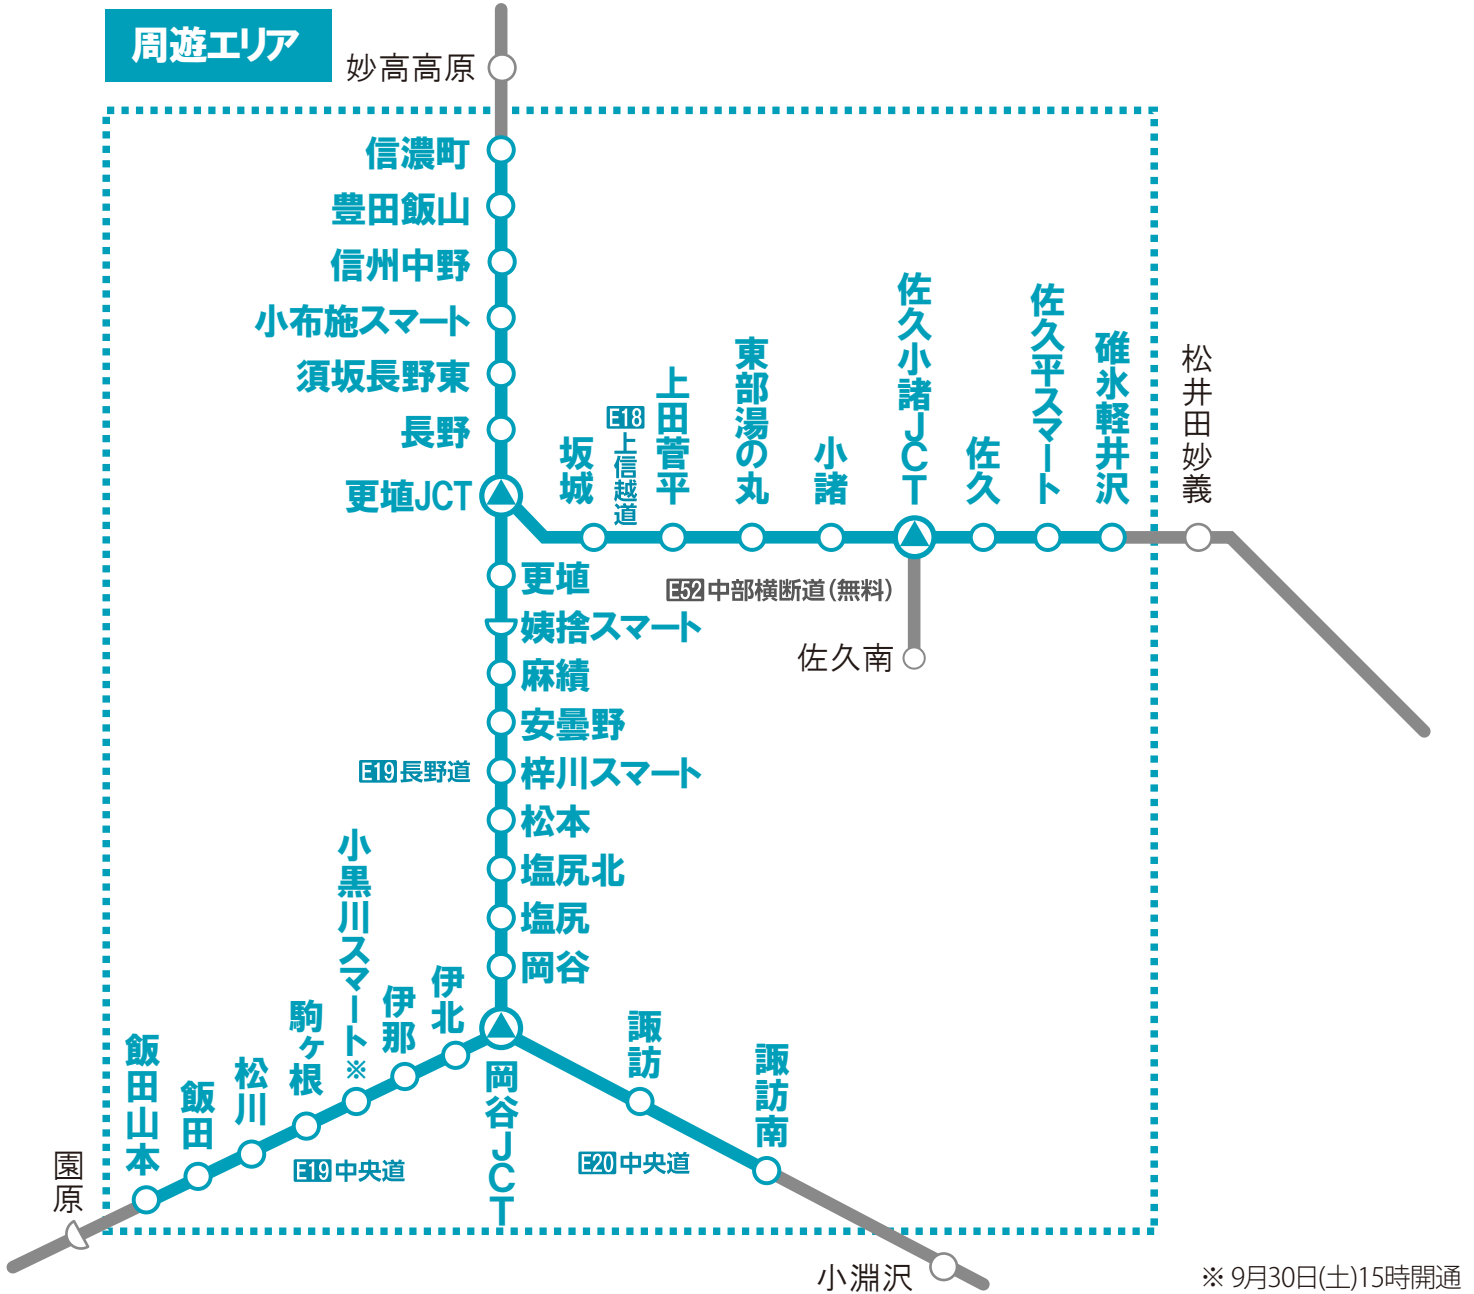 周遊エリア
妙高高原
信濃町
豊田飯山
信州中野
小布施スマート
須坂長野東
長野
更埴JCT
坂城
E18
上信越道
上田菅平
東部湯の丸
小諸
佐久小諸JCT
佐久
佐久平スマート
碓氷軽井沢
松井田妙義
E52中部横断道(無料)
佐久南
更埴
姨捨スマート
麻績
安曇野
E19長野道
梓川スマート
松本
塩尻北
塩尻
岡谷
岡谷JCT
伊北
伊那
小黒川スマート※
駒ヶ根
松川
飯田
飯田山本
園原
E19中央道
諏訪
諏訪南
E20中央道
小淵沢
※ 9月30日(土)15時開通